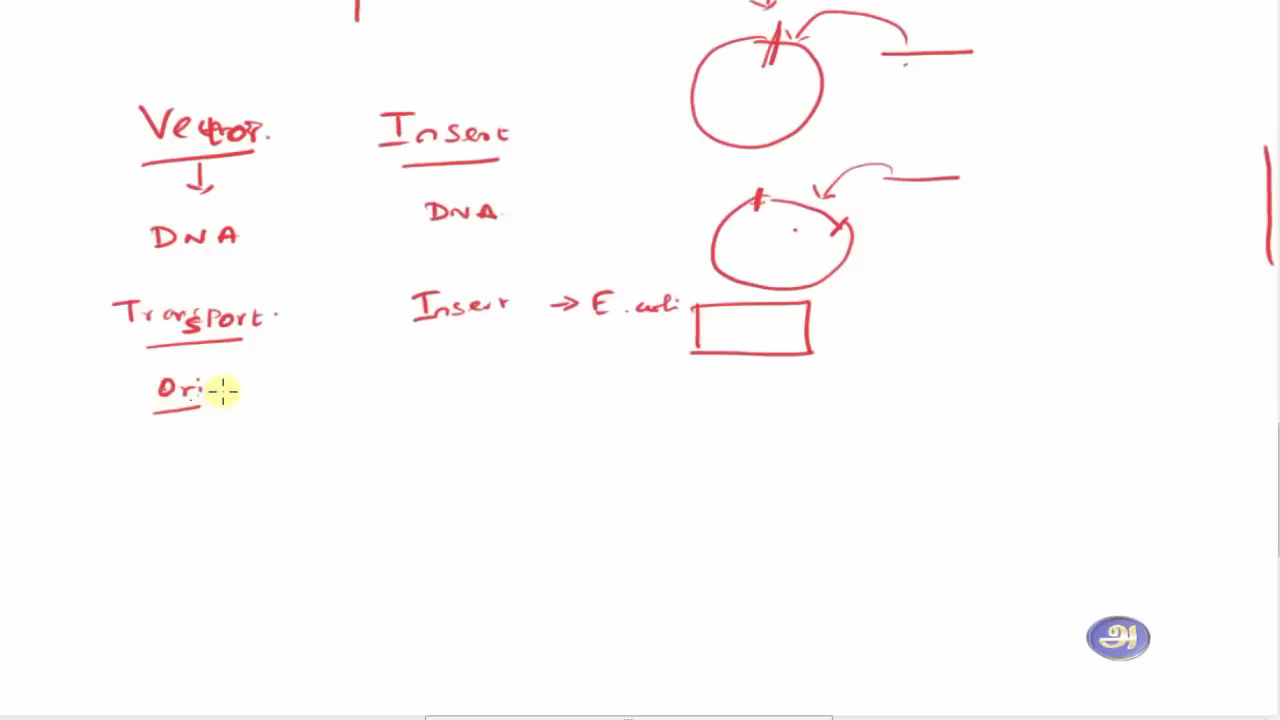 Vector. Insert
DNA DNA.
Transport. Insert → E.coli
Ori
அ